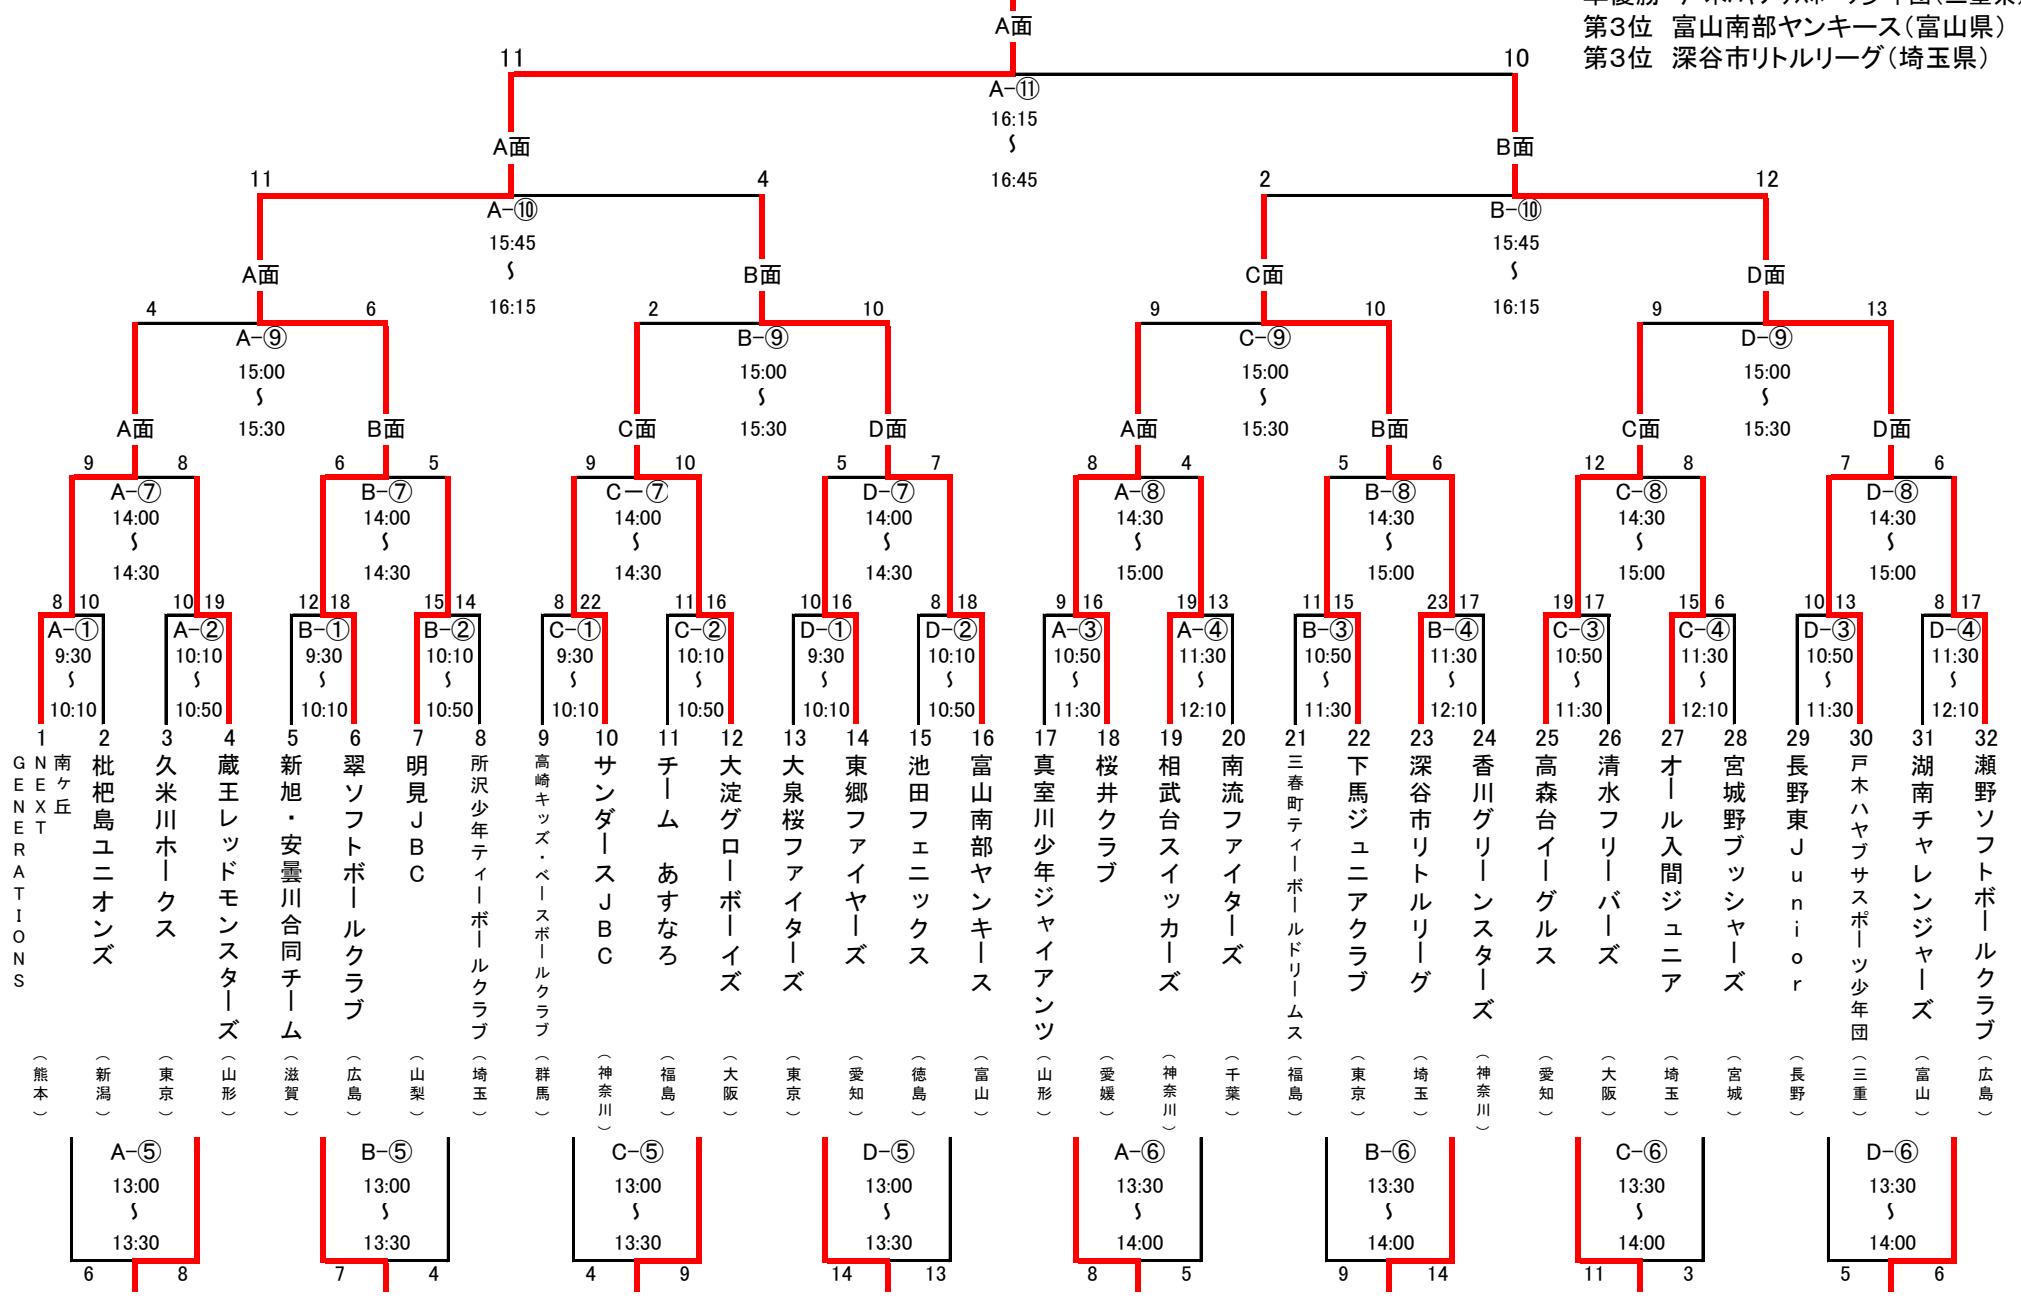 A面
第3位 富山南部ヤンキース(富山県)
第3位 深谷市リトルリーグ(埼玉県)
11 10
A-⑪
16:15
～
16:45
A面 B面
11 4 2 12
A-⑩ B-⑩
15:45 15:45
～ ～
16:15 16:15
A面 B面 C面 D面
4 6 2 10 9 10 9 13
A-⑨ B-⑨ C-⑨ D-⑨
15:00 15:00 15:00 15:00
～ ～ ～ ～
15:30 15:30 15:30 15:30
A面 B面 C面 D面 A面 B面 C面 D面
9 8 6 5 9 10 5 7 8 4 5 6 12 8 7 6
A-⑦ B-⑦ C－⑦ D-⑦ A-⑧ B-⑧ C-⑧ D-⑧
14:00 14:00 14:00 14:00 14:30 14:30 14:30 14:30
～ ～ ～ ～ ～ ～ ～ ～
14:30 14:30 14:30 14:30 15:00 15:00 15:00 15:00
8 10 10 19 12 18 15 14 8 22 11 16 10 16 8 18 9 16 19 13 11 15 23 17 19 17 15 6 10 13 8 17
A-① A-② B-① B-② C-① C-② D-① D-② A-③ A-④ B-③ B-④ C-③ C-④ D-③ D-④
9:30 10:10 9:30 10:10 9:30 10:10 9:30 10:10 10:50 11:30 10:50 11:30 10:50 11:30 10:50 11:30
～ ～ ～ ～ ～ ～ ～ ～ ～ ～ ～ ～ ～ ～ ～ ～
10:10 10:50 10:10 10:50 10:10 10:50 10:10 10:50 11:30 12:10 11:30 12:10 11:30 12:10 11:30 12:10
1 南ヶ丘 NEXT GENERATIONS (熊本)
2 枇杷島ユニオンズ (新潟)
3 久米川ホークス (東京)
4 蔵王レッドモンスターズ (山形)
5 新旭・安曇川合同チーム (滋賀)
6 翠ソフトボールクラブ (広島)
7 明見JBC (山梨)
8 所沢少年ティーボールクラブ (埼玉)
9 高崎キッズ・ベースボールクラブ (群馬)
10 サンダースJBC (神奈川)
11 チーム あすなろ (福島)
12 大淀グローボーイズ (大阪)
13 大泉桜ファイターズ (東京)
14 東郷ファイヤーズ (愛知)
15 池田フェニックス (徳島)
16 富山南部ヤンキース (富山)
17 真室川少年ジャイアンツ (山形)
18 桜井クラブ (愛媛)
19 相武台スイッカーズ (神奈川)
20 南流ファイターズ (千葉)
21 三春町ティーボールドリームス (福島)
22 下馬ジュニアクラブ (東京)
23 深谷市リトルリーグ (埼玉)
24 香川グリーンスターズ (神奈川)
25 高森台イーグルス (愛知)
26 清水フリーバーズ (大阪)
27 オール入間ジュニア (埼玉)
28 宮城野ブッシャーズ (宮城)
29 長野東Junior (長野)
30 戸木ハヤブサスポーツ少年団 (三重)
31 湖南チャレンジャーズ (富山)
32 瀬野ソフトボールクラブ (広島)
A-⑤ B-⑤ C-⑤ D-⑤ A-⑥ B-⑥ C-⑥ D-⑥
13:00 13:00 13:00 13:00 13:30 13:30 13:30 13:30
～ ～ ～ ～ ～ ～ ～ ～
13:30 13:30 13:30 13:30 14:00 14:00 14:00 14:00
6 8 7 4 4 9 14 13 8 5 9 14 11 3 5 6